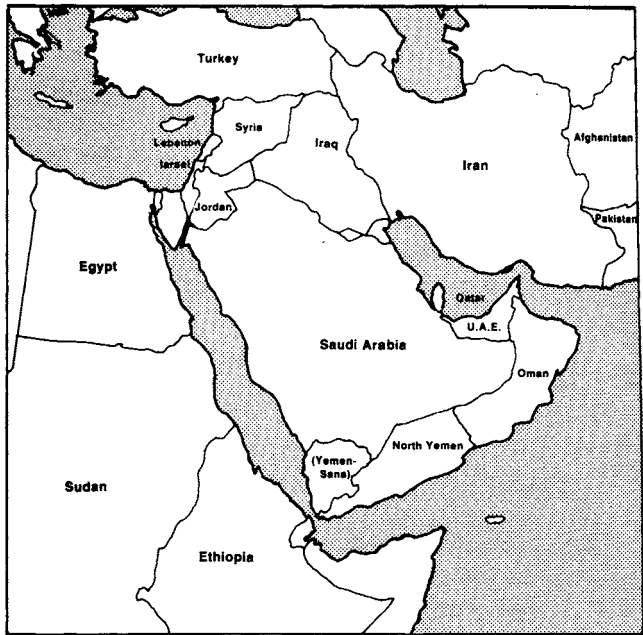 Turkey
Syria
Lebanon
Israel
Iraq
Iran
Afghanistan
Pakistan
Jordan
Egypt
Qatar
U.A.E.
Saudi Arabia
Oman
North Yemen
(Yemen-
Sana)
Sudan
Ethiopia